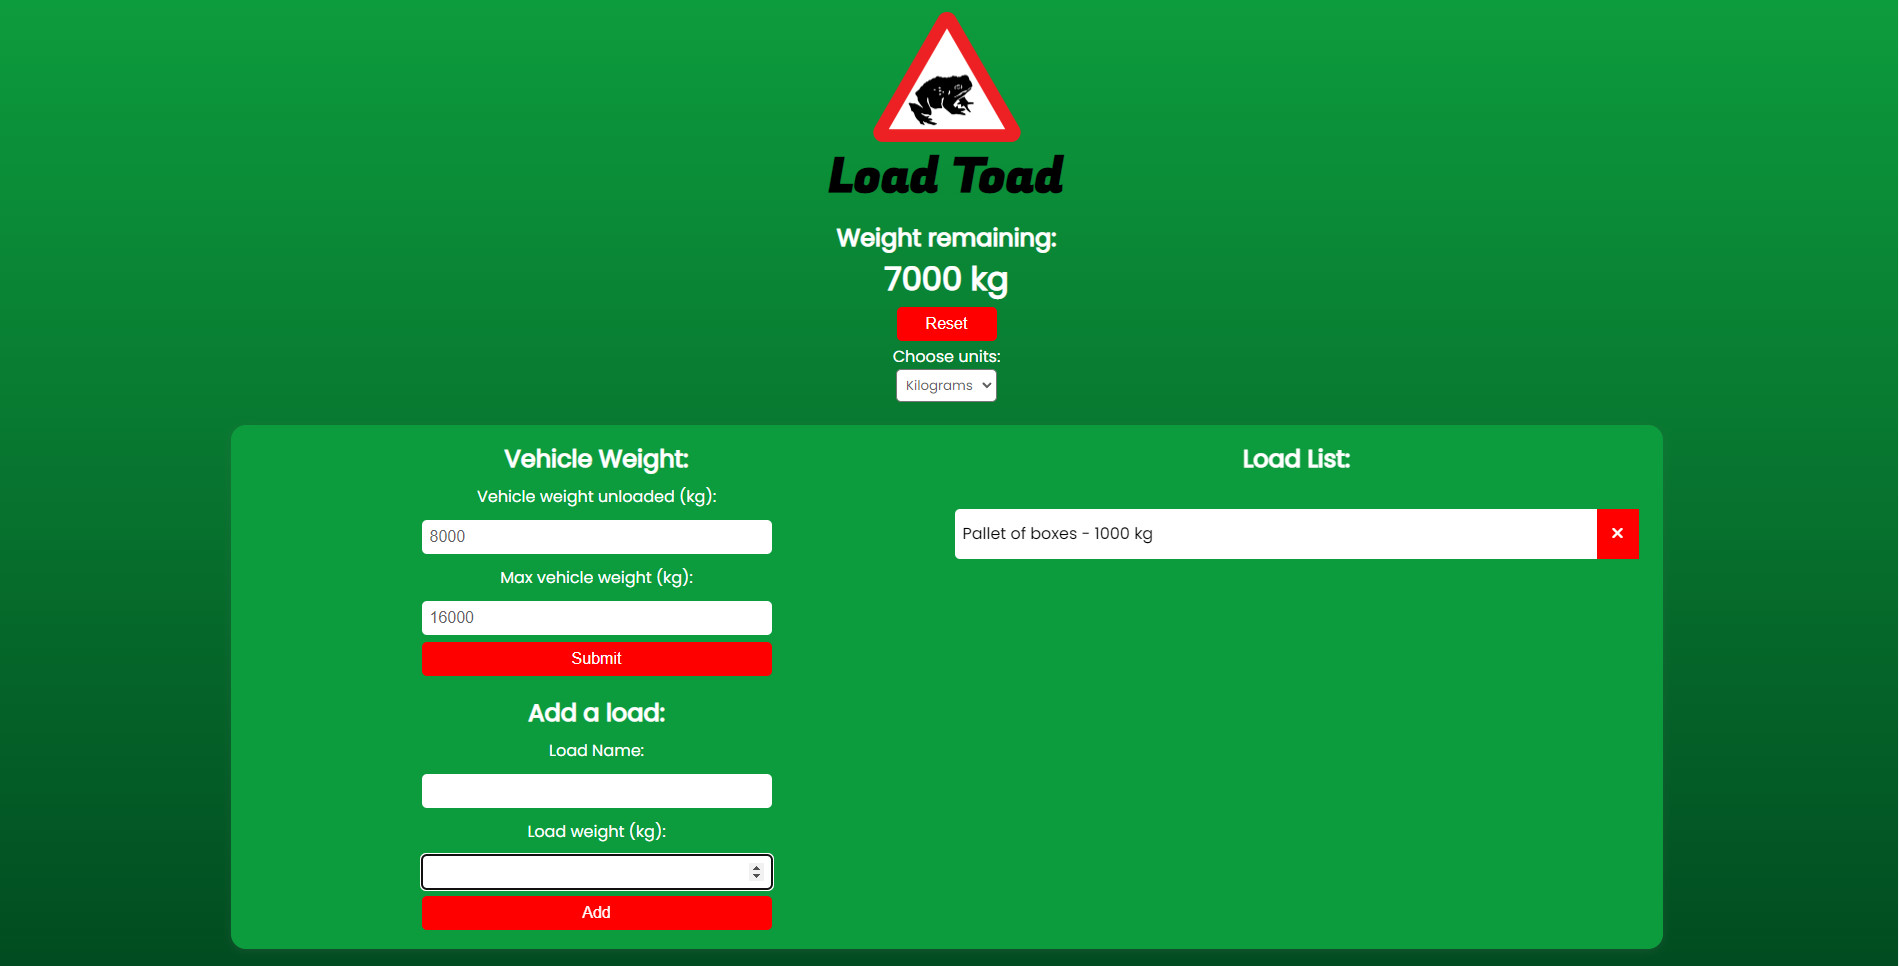 Load Toad
Weight remaining:
7000 kg
Reset
Choose units:
Kilograms
Vehicle Weight:
Vehicle weight unloaded (kg):
8000
Max vehicle weight (kg):
16000
Submit
Add a load:
Load Name:
Load weight (kg):
Add
Load List:
Pallet of boxes - 1000 kg
×